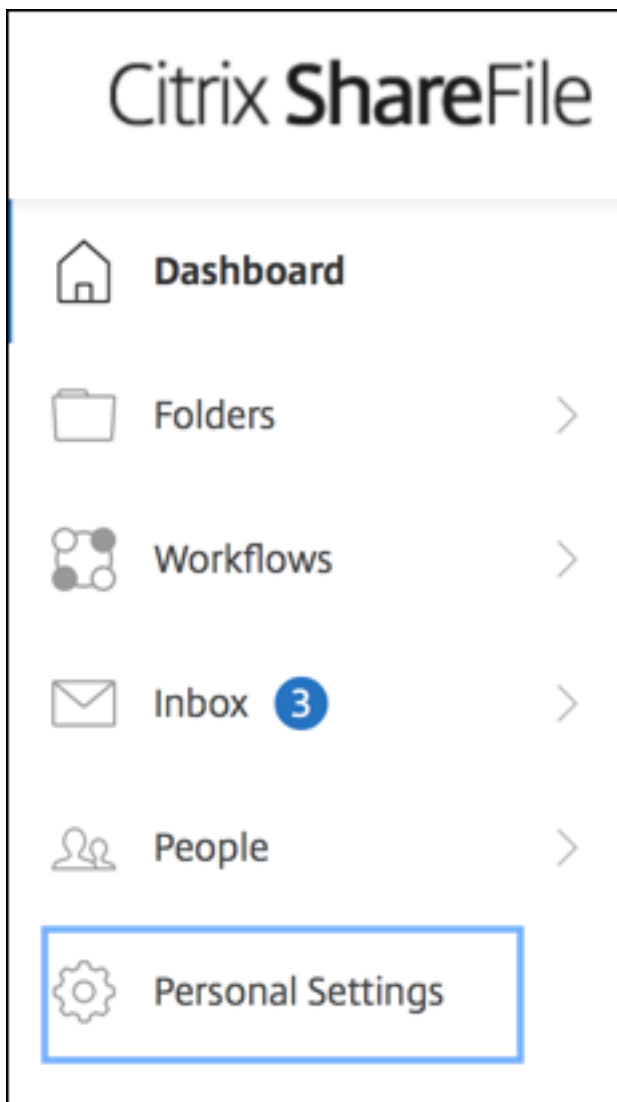 Citrix ShareFile
Dashboard
Folders
Workflows
Inbox 3
People
Personal Settings